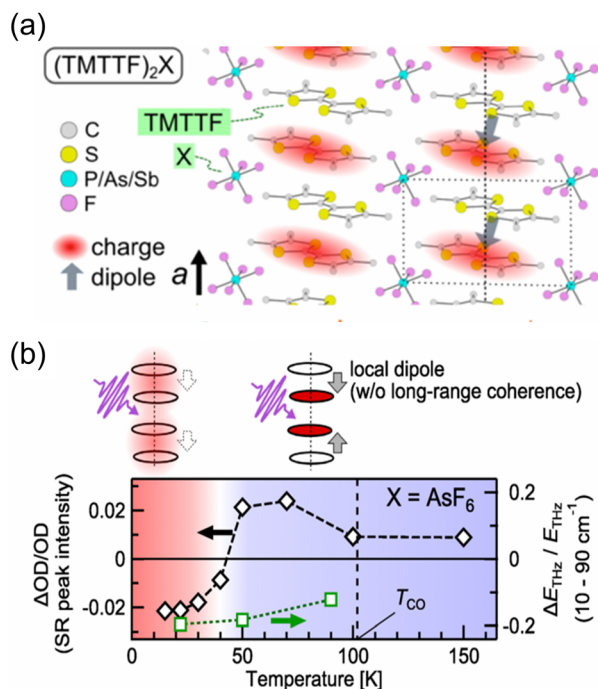 (a)
(TMTTF)2X
TMTTF
X
C
S
P/As/Sb
F
charge
dipole
a
(b)
local dipole
(w/o long-range coherence)
X = AsF6
0.02
0
-0.02
ΔOD/OD
(SR peak intensity)
0.2
0
-0.2
ΔETHz / ETHz
(10 - 90 cm-1)
TCO
0 50 100 150
Temperature [K]